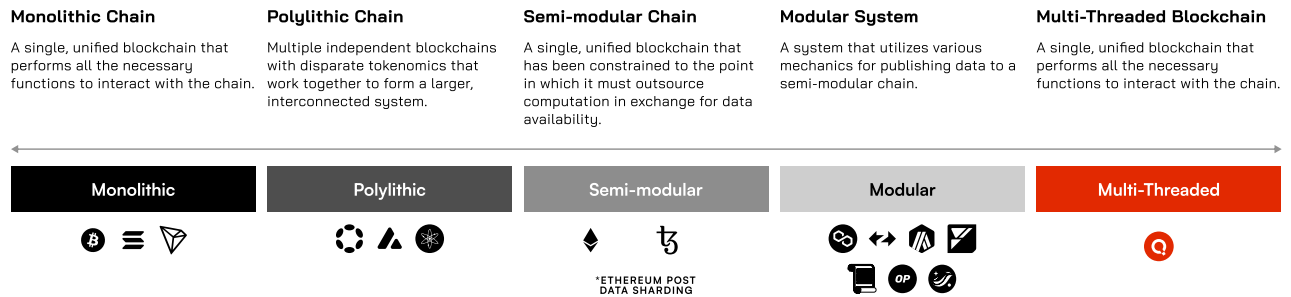 Monolithic Chain
A single, unified blockchain that
performs all the necessary
functions to interact with the chain.
Polylithic Chain
Multiple independent blockchains
with disparate tokenomics that
work together to form a larger,
interconnected system.
Semi-modular Chain
A single, unified blockchain that
has been constrained to the point
in which it must outsource
computation in exchange for data
availability.
Modular System
A system that utilizes various
mechanics for publishing data to a
semi-modular chain.
Multi-Threaded Blockchain
A single, unified blockchain that
performs all the necessary
functions to interact with the chain.
Monolithic
Polylithic
Semi-modular
Modular
Multi-Threaded
*ETHEREUM POST
DATA SHARDING
OP